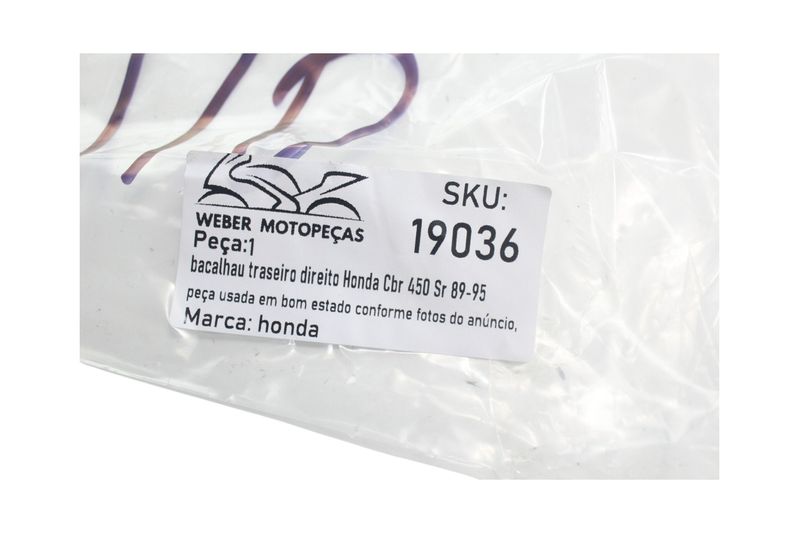 WEBER MOTOPEÇAS
SKU:
19036
Peça:1
bacalhau traseiro direito Honda Cbr 450 Sr 89-95
peça usada em bom estado conforme fotos do anúncio,
Marca: honda